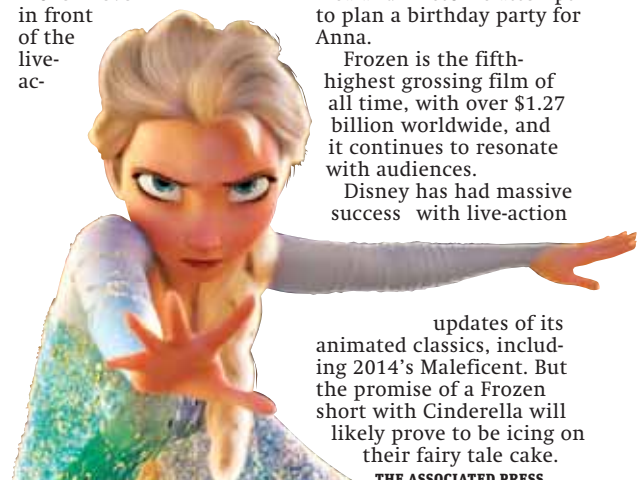 in front
of the
live-
ac-
to plan a birthday party for
Anna.
Frozen is the fifth-
highest grossing film of
all time, with over $1.27
billion worldwide, and
it continues to resonate
with audiences.
Disney has had massive
success with live-action
updates of its
animated classics, includ-
ing 2014's Maleficent. But
the promise of a Frozen
short with Cinderella will
likely prove to be icing on
their fairy tale cake.
THE ASSOCIATED PRESS